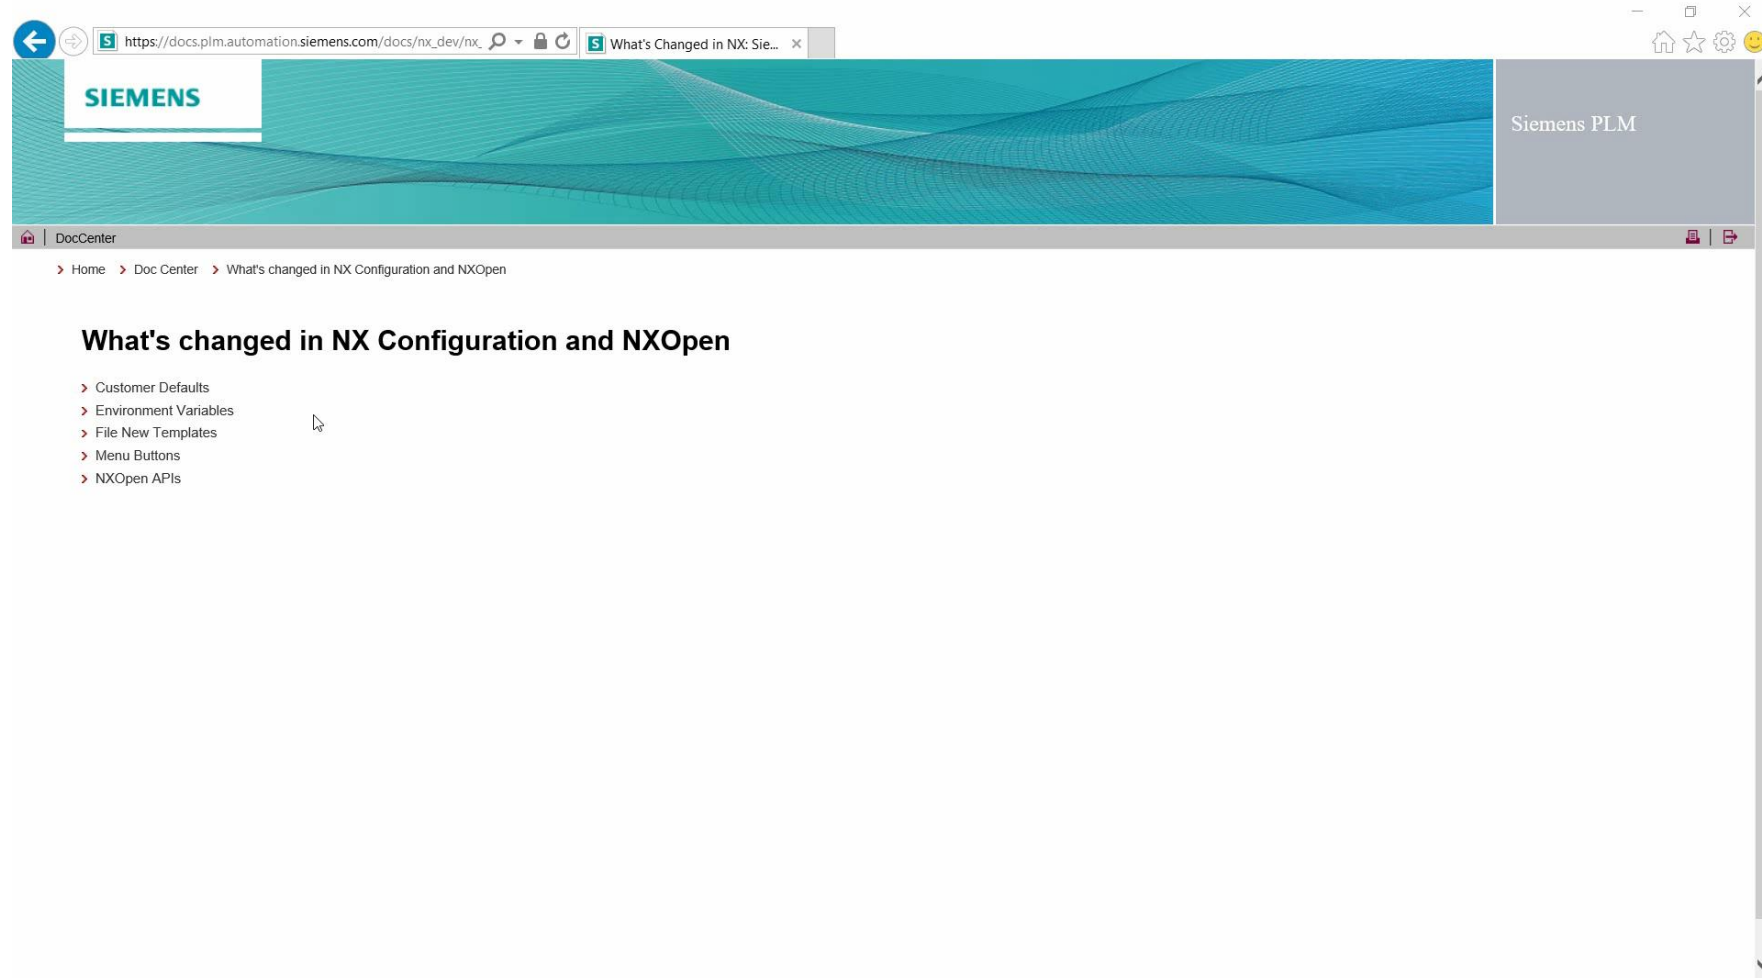 https://docs.plm.automation.siemens.com/docs/nx_dev/nx_
What's Changed in NX: Sie...
SIEMENS
Siemens PLM
DocCenter
Home Doc Center What's changed in NX Configuration and NXOpen
What's changed in NX Configuration and NXOpen
Customer Defaults
Environment Variables
File New Templates
Menu Buttons
NXOpen APIs